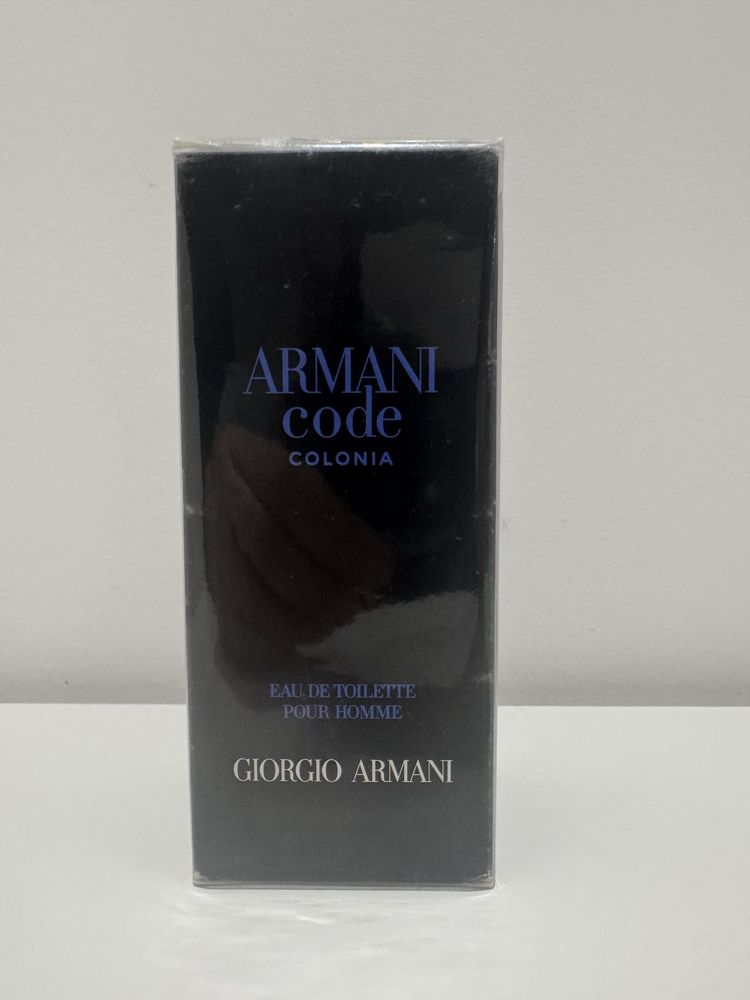 ARMANI
code
COLONIA
EAU DE TOILETTE
POUR HOMME
GIORGIO ARMANI